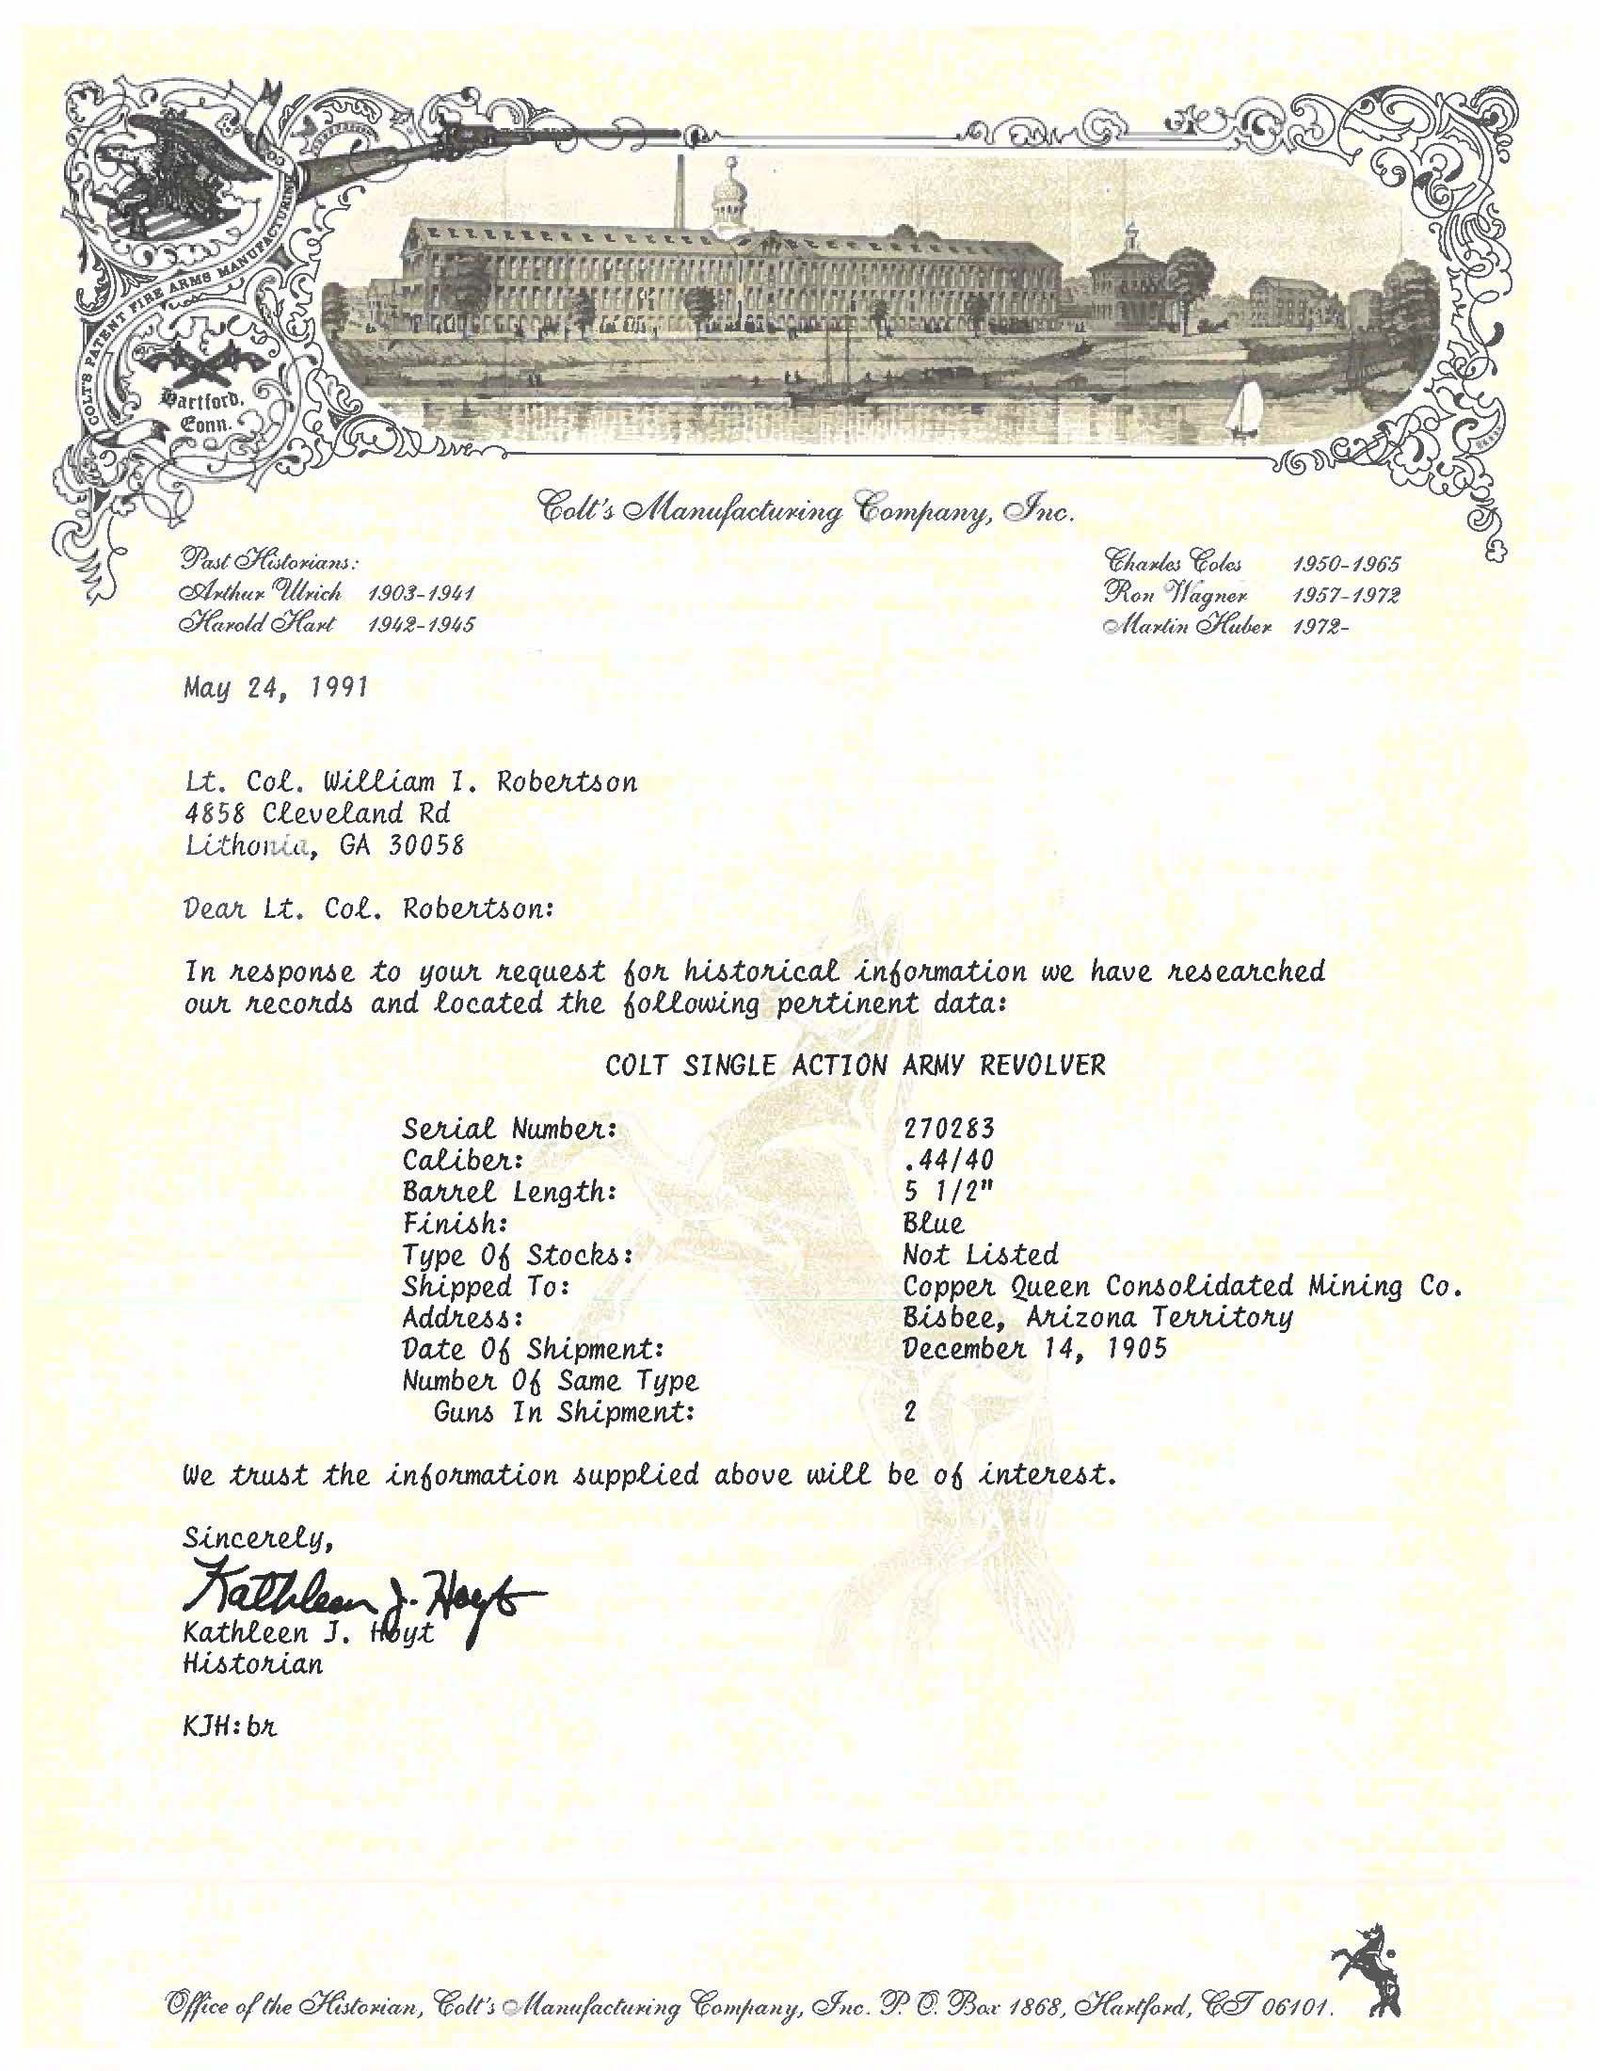 COLT'S PATENT FIRE ARMS MANUFACTURING CO
Hartford,
Conn.
Colt's Manufacturing Company, Inc.
Past Historians:
Arthur Ulrich 1903-1941
Harold Hart 1942-1945
Charles Coles 1950-1965
Ron Wagner 1957-1972
Martin Huber 1972-
May 24, 1991
Lt. Col. William I. Robertson
4858 Cleveland Rd
Lithonia, GA 30058
Dear Lt. Col. Robertson:
In response to your request for historical information we have researched
our records and located the following pertinent data:
COLT SINGLE ACTION ARMY REVOLVER
Serial Number: 270283
Caliber: .44/40
Barrel Length: 5 1/2"
Finish: Blue
Type Of Stocks: Not Listed
Shipped To: Copper Queen Consolidated Mining Co.
Address: Bisbee, Arizona Territory
Date Of Shipment: December 14, 1905
Number Of Same Type
Guns In Shipment: 2
We trust the information supplied above will be of interest.
Sincerely,
Kathleen J. Hoyt
Kathleen J. Hoyt
Historian
KJH:br
Office of the Historian, Colt's Manufacturing Company, Inc. P. O. Box 1868, Hartford, CT 06101.